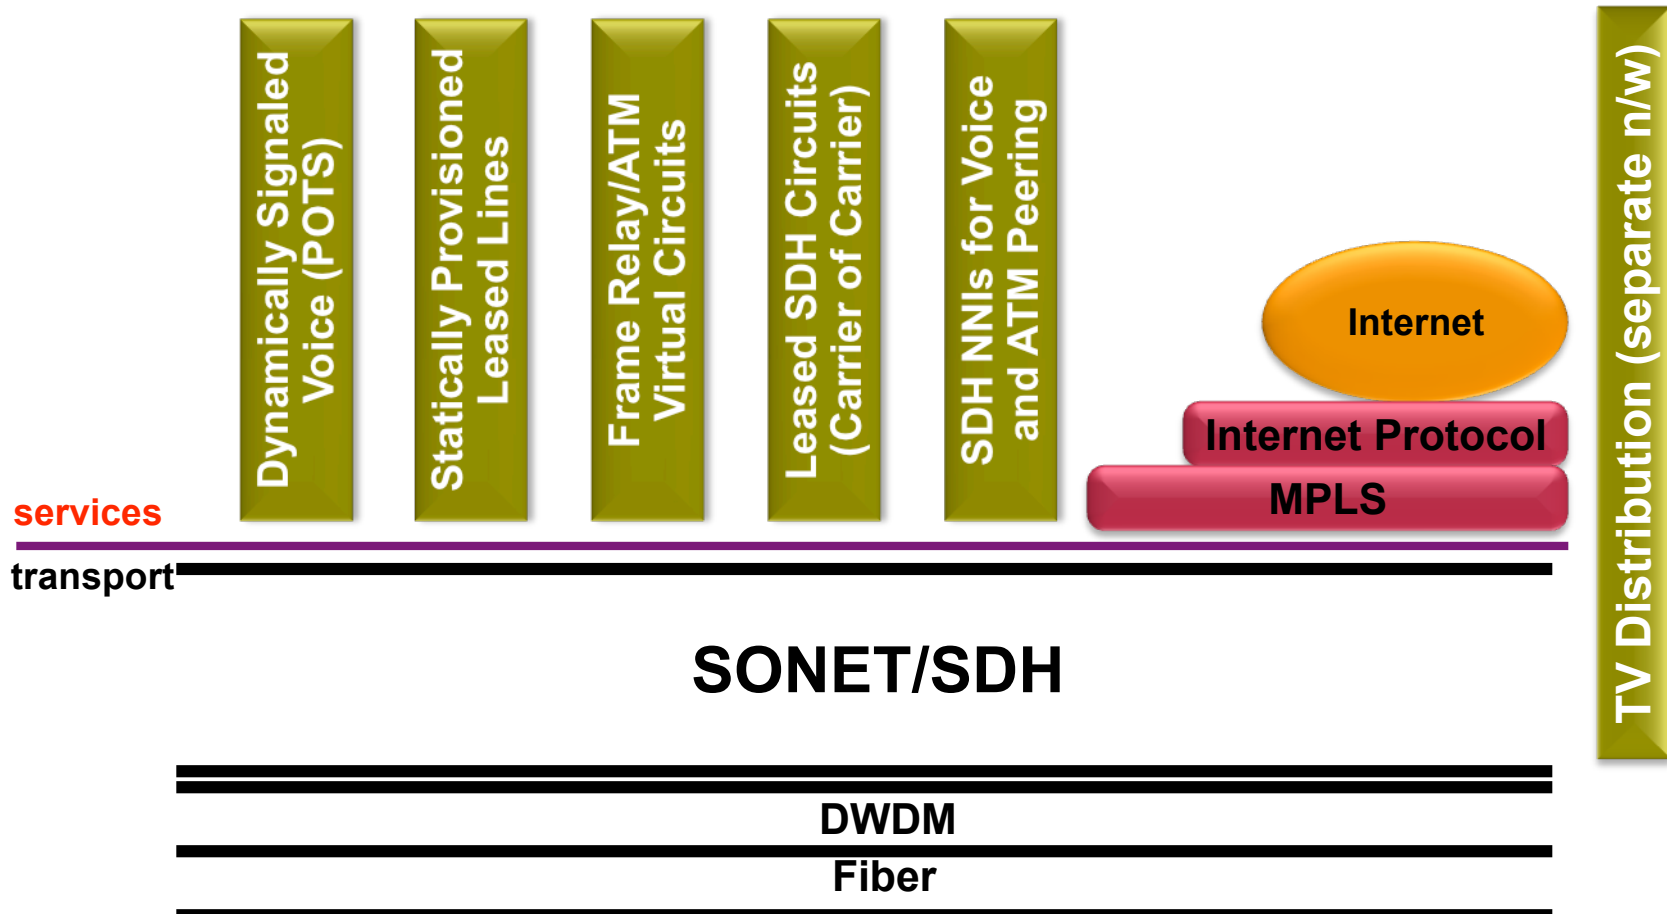 Dynamically Signaled
Voice (POTS)
Statically Provisioned
Leased Lines
Frame Relay/ATM
Virtual Circuits
Leased SDH Circuits
(Carrier of Carrier)
SDH NNIs for Voice
and ATM Peering
Internet
Internet Protocol
MPLS
TV Distribution (separate n/w)
services
transport
SONET/SDH
DWDM
Fiber